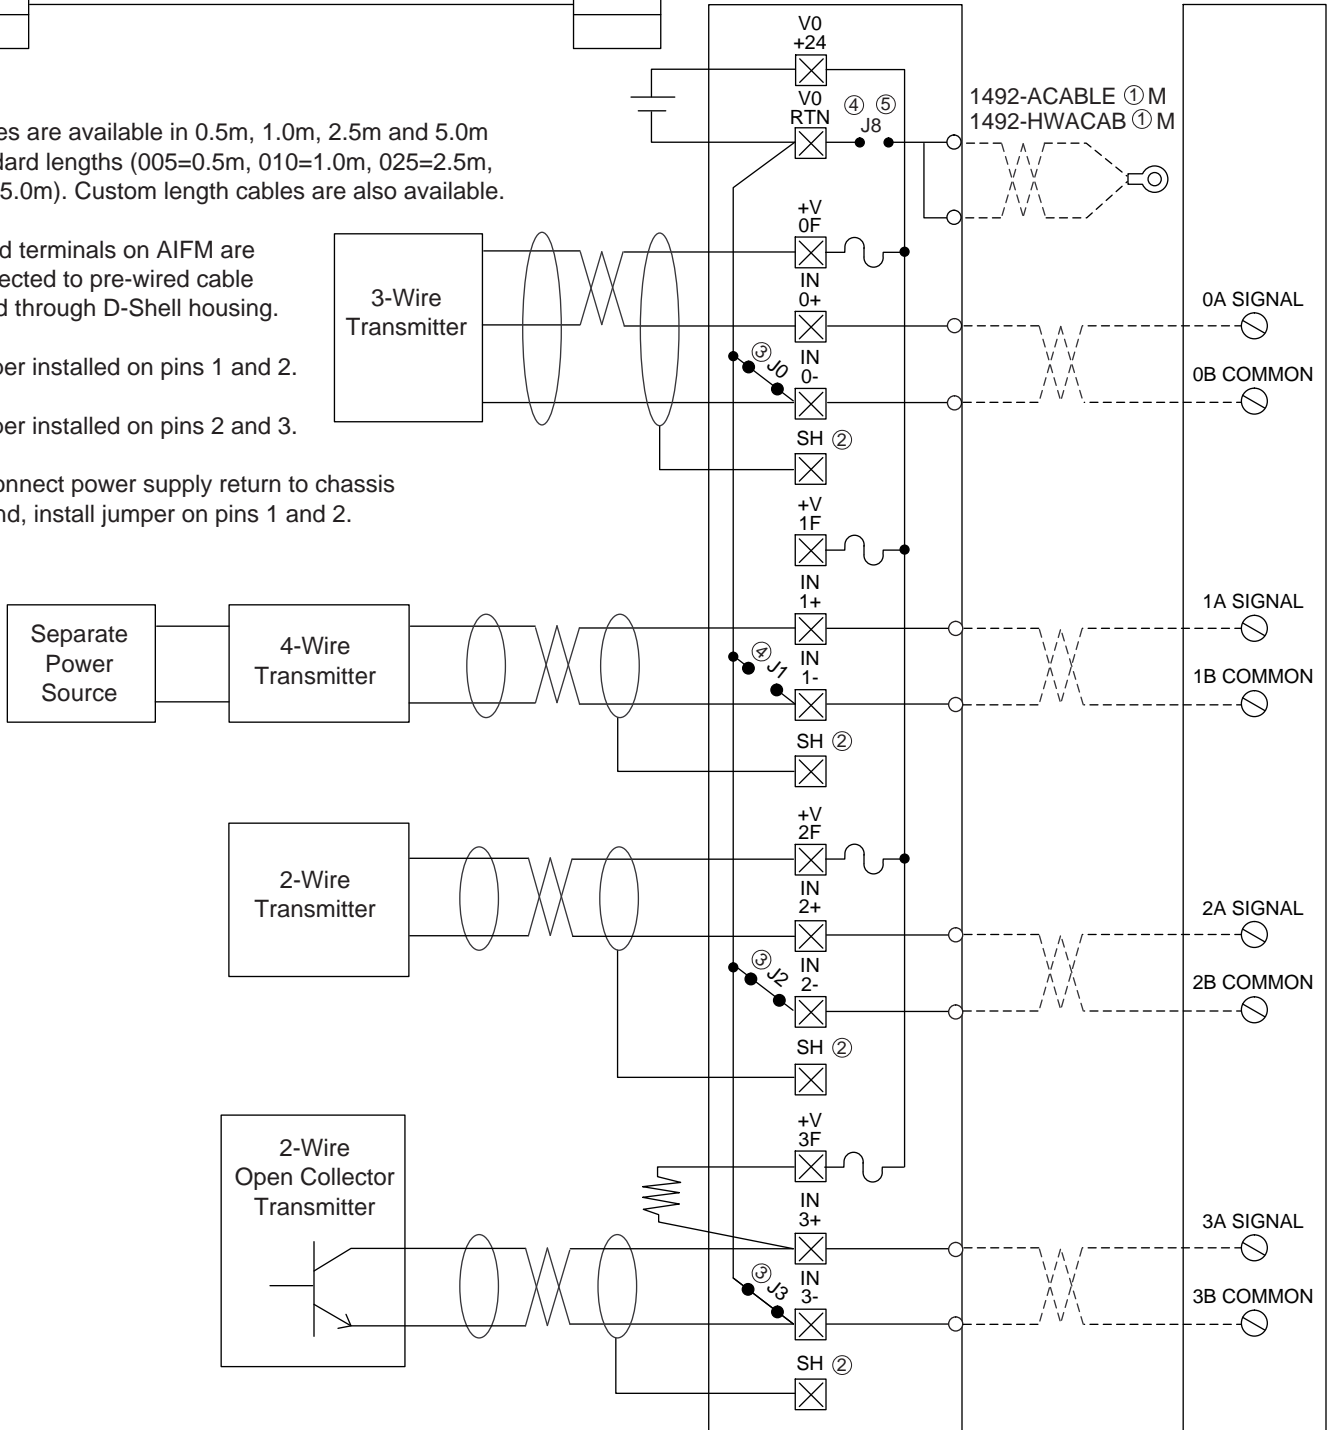 es are available in 0.5m, 1.0m, 2.5m and 5.0m
dard lengths (005=0.5m, 010=1.0m, 025=2.5m,
5.0m). Custom length cables are also available.
d terminals on AIFM are
ected to pre-wired cable
d through D-Shell housing.
per installed on pins 1 and 2.
per installed on pins 2 and 3.
onnect power supply return to chassis
nd, install jumper on pins 1 and 2.
V0
+24
V0
RTN
④ ⑤
J8
1492-ACABLE ① M
1492-HWACAB ① M
3-Wire
Transmitter
+V
0F
IN
0+
③ J0
IN
0-
SH ②
0A SIGNAL
0B COMMON
+V
1F
Separate
Power
Source
4-Wire
Transmitter
IN
1+
④ J1
IN
1-
SH ②
1A SIGNAL
1B COMMON
2-Wire
Transmitter
+V
2F
IN
2+
③ J2
IN
2-
SH ②
2A SIGNAL
2B COMMON
2-Wire
Open Collector
Transmitter
+V
3F
IN
3+
③ J3
IN
3-
SH ②
3A SIGNAL
3B COMMON